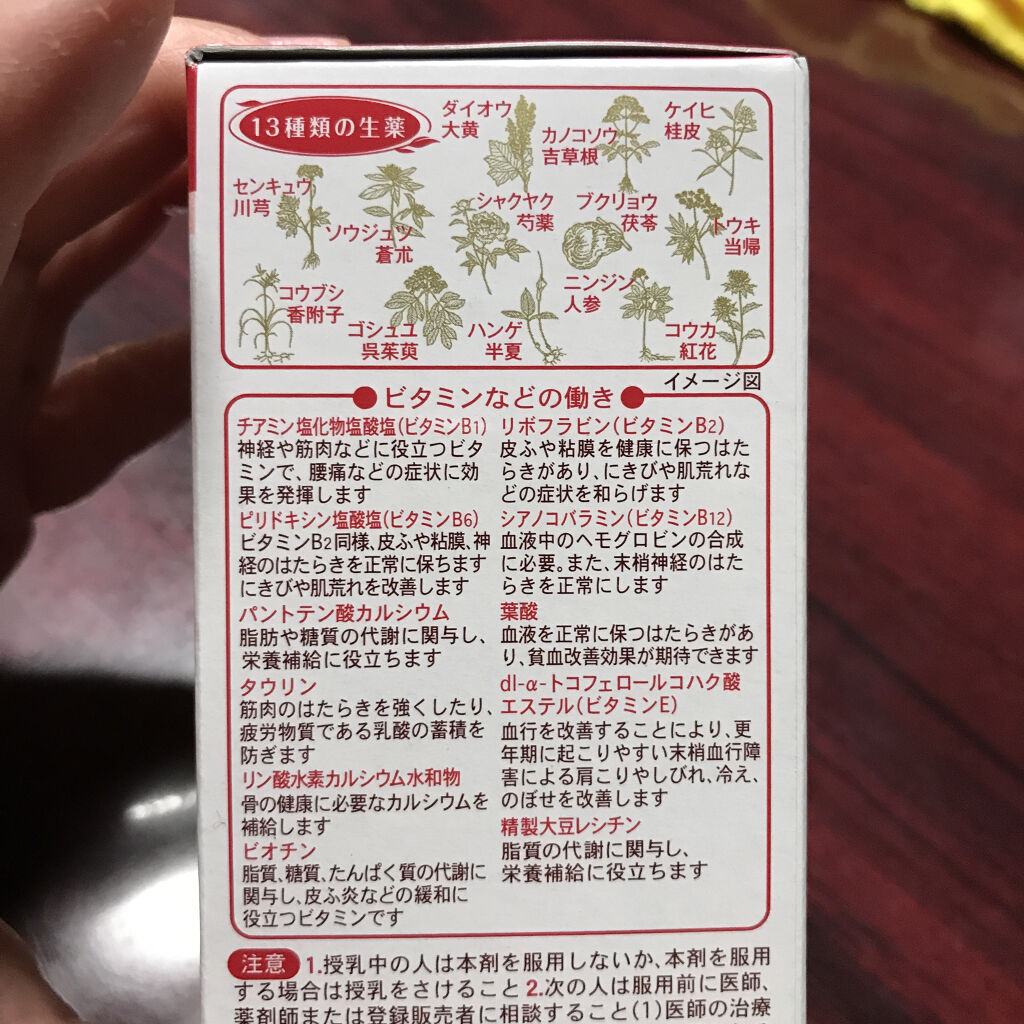 13種類の生薬
ダイオウ
大黄
カノコソウ
吉草根
ケイヒ
桂皮
センキュウ
川芎
ソウジュツ
蒼朮
シャクヤク
芍薬
ブクリョウ
茯苓
トウキ
当帰
コウブシ
香附子
ゴシュユ
呉茱萸
ハンゲ
半夏
ニンジン
人参
コウカ
紅花
イメージ図
ビタミンなどの働き
チアミン塩化物塩酸塩(ビタミンB1)
神経や筋肉などに役立つビタ
ミンで、腰痛などの症状に効
果を発揮します
ピリドキシン塩酸塩(ビタミンB6)
ビタミンB2同様、皮ふや粘膜、神
経のはたらきを正常に保ちます
にきびや肌荒れを改善します
パントテン酸カルシウム
脂肪や糖質の代謝に関与し、
栄養補給に役立ちます
タウリン
筋肉のはたらきを強くしたり、
疲労物質である乳酸の蓄積を
防ぎます
リン酸水素カルシウム水和物
骨の健康に必要なカルシウムを
補給します
ビオチン
脂質、糖質、たんぱく質の代謝に
関与し、皮ふ炎などの緩和に
役立つビタミンです
リボフラビン(ビタミンB2)
皮ふや粘膜を健康に保つはた
らきがあり、にきびや肌荒れな
どの症状を和らげます
シアノコバラミン(ビタミンB12)
血液中のヘモグロビンの合成
に必要。また、末梢神経のはた
らきを正常にします
葉酸
血液を正常に保つはたらきがあ
り、貧血改善効果が期待できます
dl-α-トコフェロールコハク酸
エステル(ビタミンE)
血行を改善することにより、更
年期に起こりやすい末梢血行障
害による肩こりやしびれ、冷え、
のぼせを改善します
精製大豆レシチン
脂質の代謝に関与し、
栄養補給に役立ちます
注意 1.授乳中の人は本剤を服用しないか、本剤を服用
する場合は授乳をさけること 2.次の人は服用前に医師、
薬剤師または登録販売者に相談すること(1)医師の治療